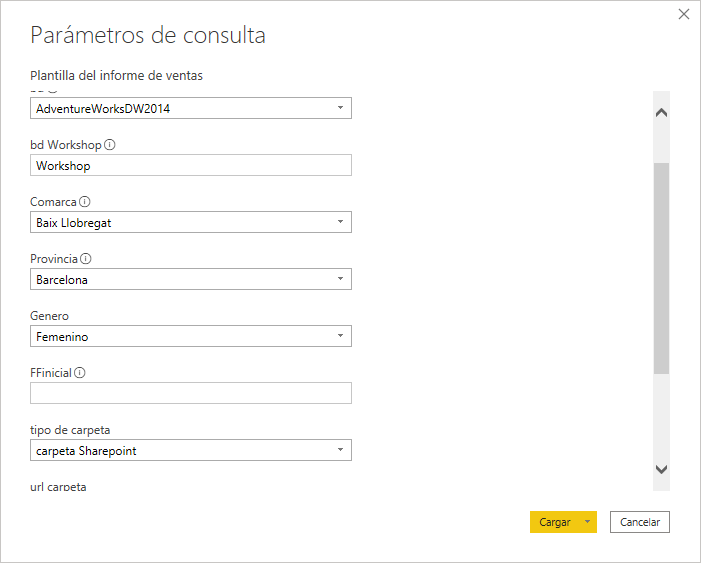 Parámetros de consulta
Plantilla del informe de ventas
AdventureWorksDW2014
bd Workshop
Workshop
Comarca
Baix Llobregat
Provincia
Barcelona
Genero
Femenino
FFinicial
tipo de carpeta
carpeta Sharepoint
url carpeta
Cargar
Cancelar